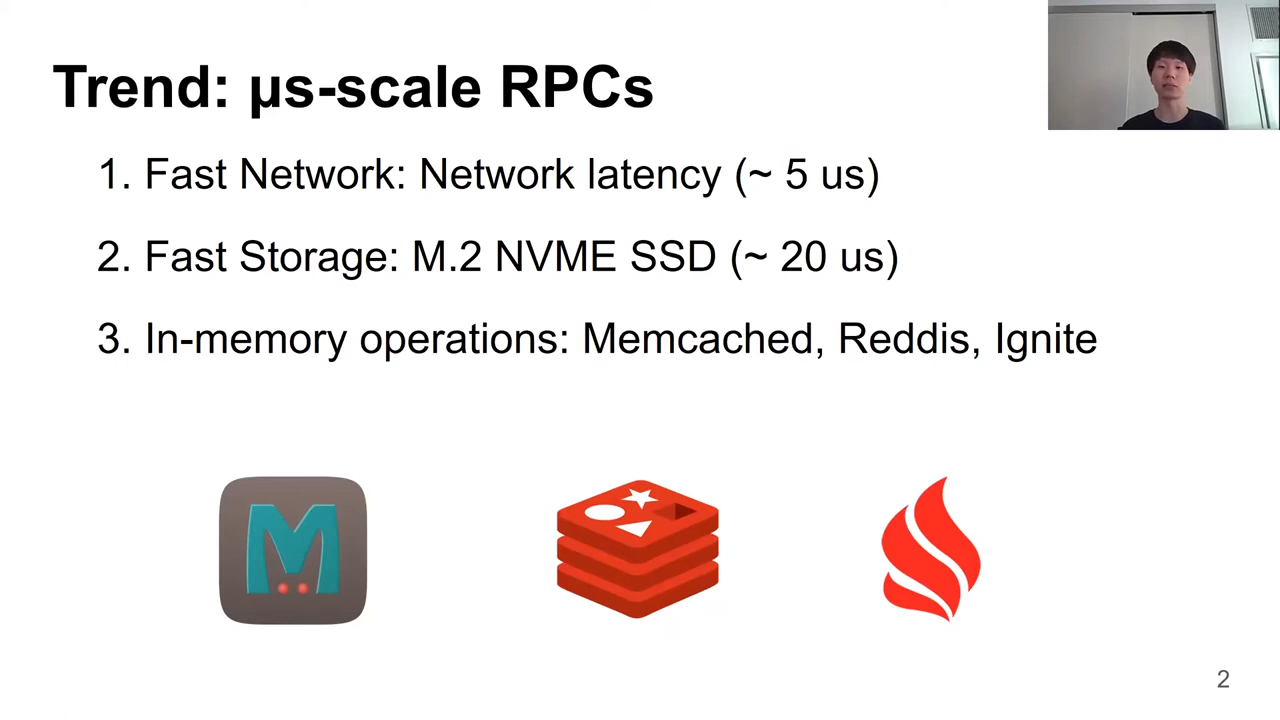 Trend: μs-scale RPCs
1. Fast Network: Network latency (~ 5 us)
2. Fast Storage: M.2 NVME SSD (~ 20 us)
3. In-memory operations: Memcached, Reddis, Ignite
M
2